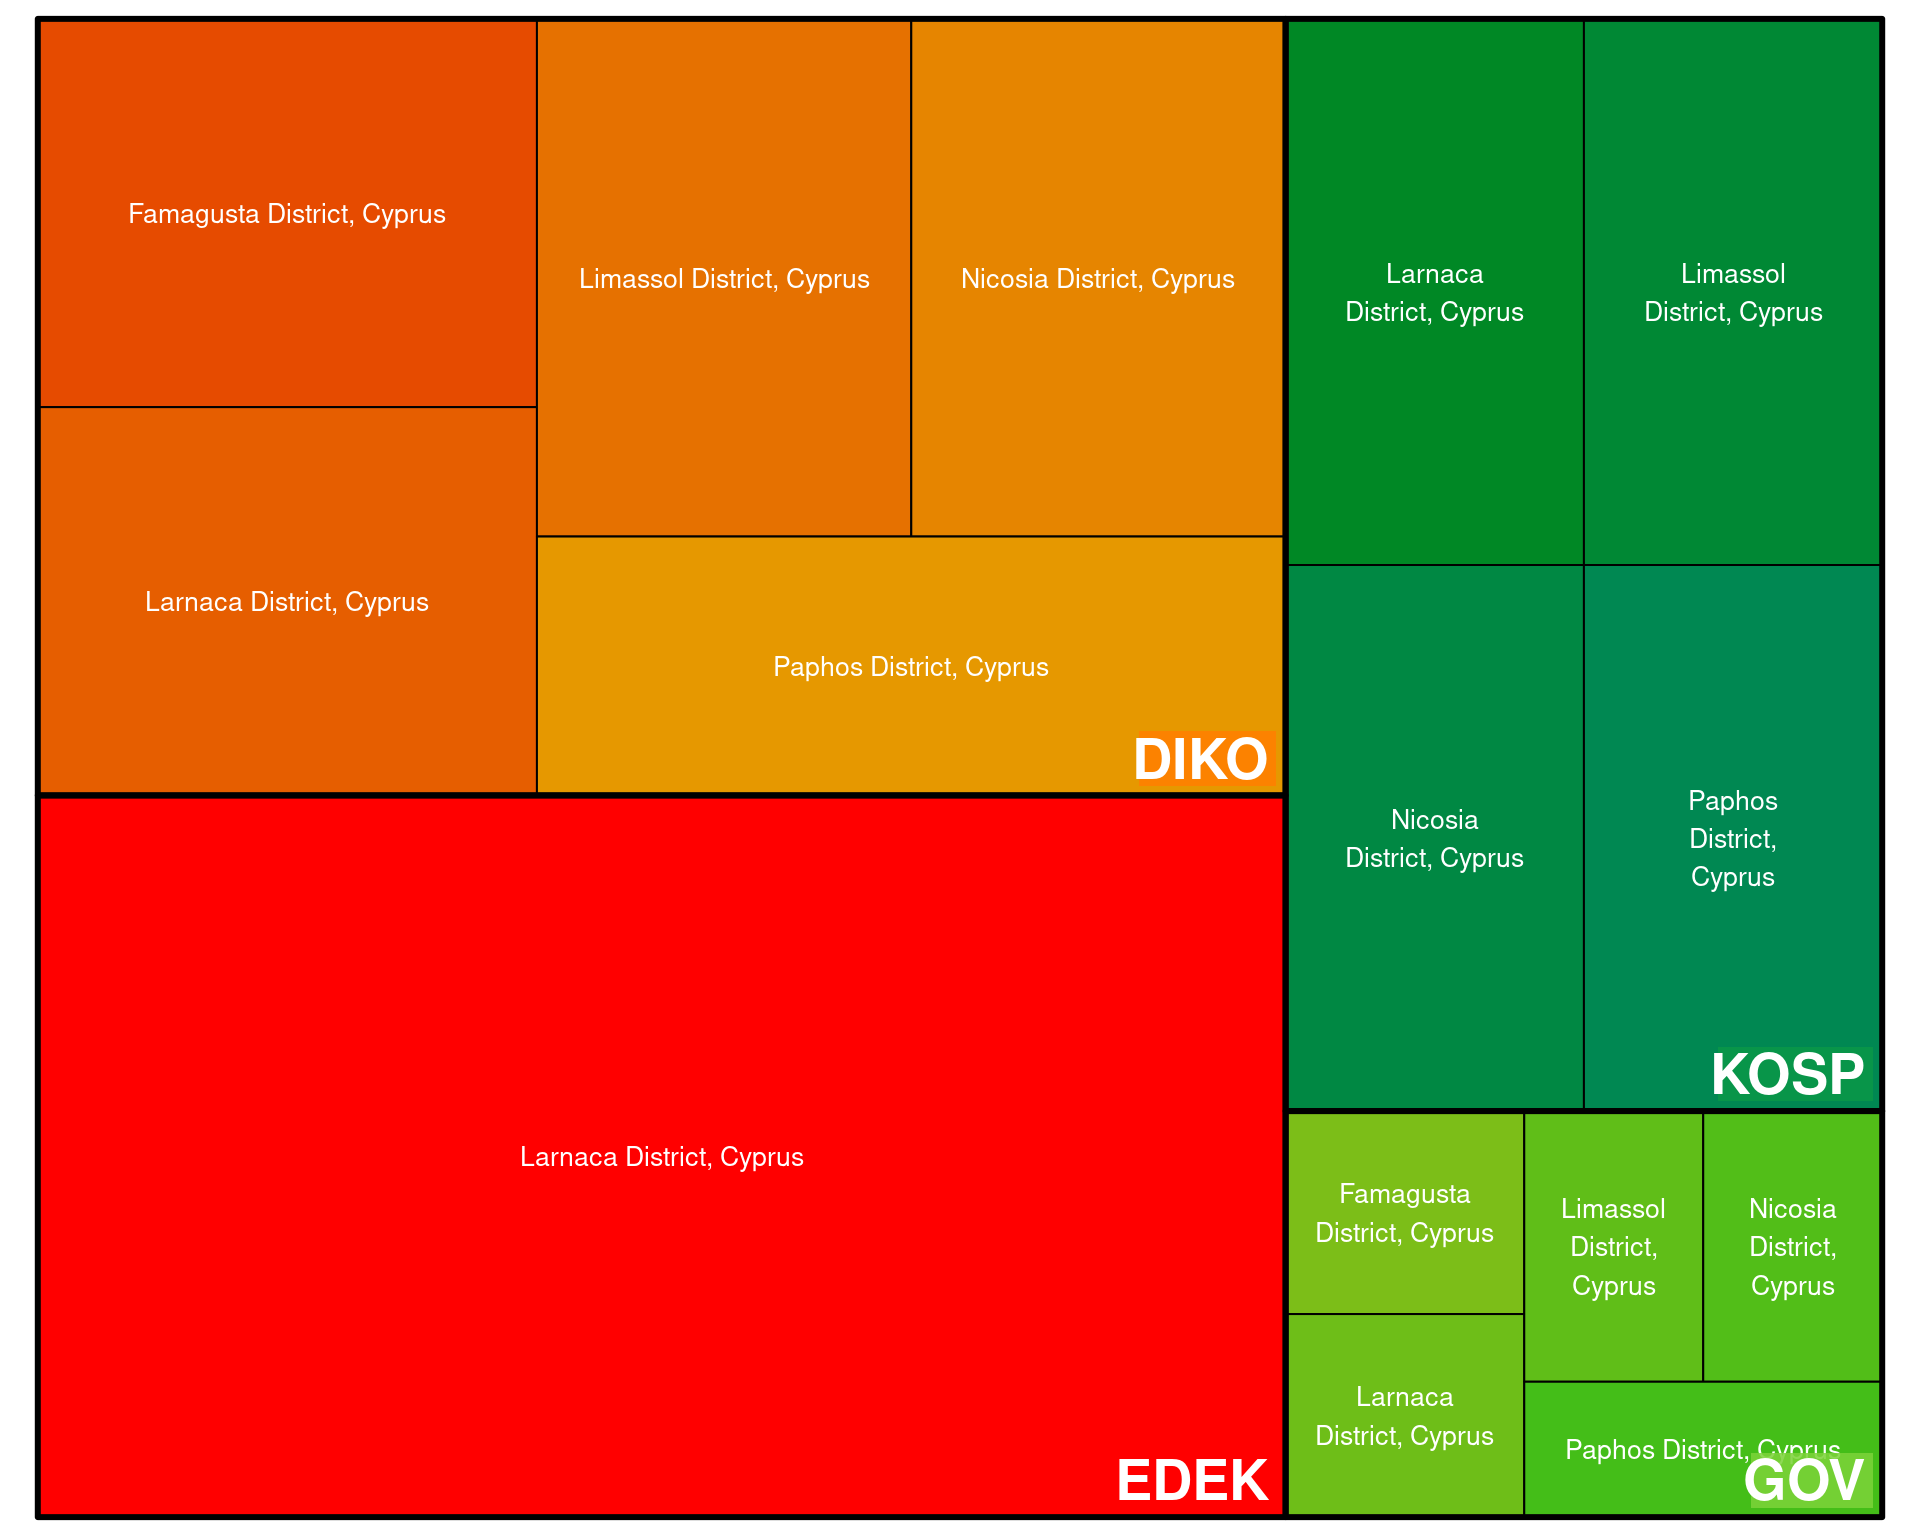 Famagusta District, Cyprus
Limassol District, Cyprus
Nicosia District, Cyprus
Larnaca District, Cyprus
Paphos District, Cyprus
DIKO
Larnaca District, Cyprus
EDEK
Larnaca
District, Cyprus
Limassol
District, Cyprus
Nicosia
District, Cyprus
Paphos
District,
Cyprus
KOSP
Famagusta
District, Cyprus
Limassol
District,
Cyprus
Nicosia
District,
Cyprus
Larnaca
District, Cyprus
Paphos District, Cyprus
GOV